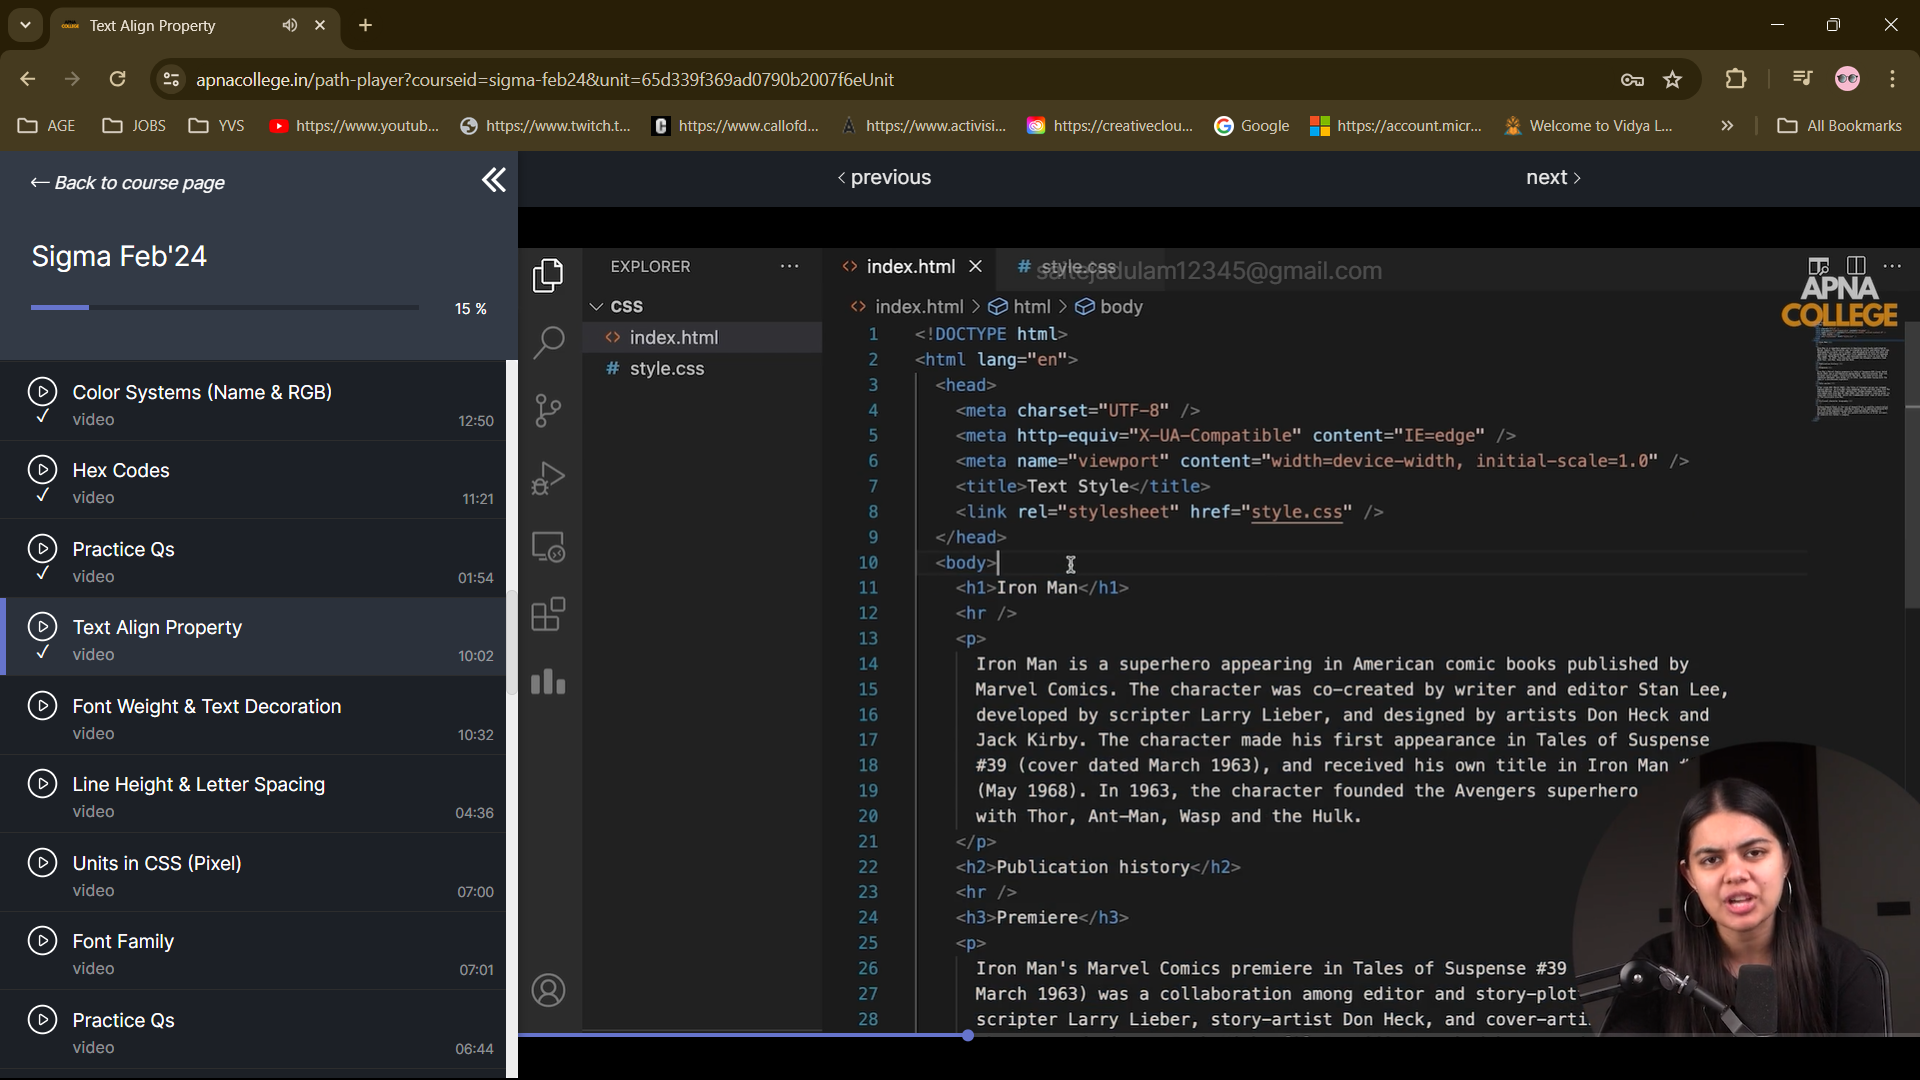 Text Align Property
apnacollege.in/path-player?courseid=sigma-feb24&unit=65d339f369ad0790b2007f6eUnit
AGE
JOBS
YVS
https://www.youtub...
https://www.twitch.t...
https://www.callofd...
https://www.activisi...
https://creativeclou...
Google
https://account.micr...
Welcome to Vidya L...
All Bookmarks
← Back to course page
‹ previous
next ›
Sigma Feb'24
15 %
Color Systems (Name & RGB)
video
12:50
Hex Codes
video
11:21
Practice Qs
video
01:54
Text Align Property
video
10:02
Font Weight & Text Decoration
video
10:32
Line Height & Letter Spacing
video
04:36
Units in CSS (Pixel)
video
07:00
Font Family
video
07:01
Practice Qs
video
06:44
EXPLORER
CSS
index.html
# style.css
index.html
# style.css
APNA
COLLEGE
index.html > html > body
1 <!DOCTYPE html>
2 <html lang="en">
3 <head>
4 <meta charset="UTF-8" />
5 <meta http-equiv="X-UA-Compatible" content="IE=edge" />
6 <meta name="viewport" content="width=device-width, initial-scale=1.0" />
7 <title>Text Style</title>
8 <link rel="stylesheet" href="style.css" />
9 </head>
10 <body>
11 <h1>Iron Man</h1>
12 <hr />
13 <p>
14 Iron Man is a superhero appearing in American comic books published by
15 Marvel Comics. The character was co-created by writer and editor Stan Lee,
16 developed by scripter Larry Lieber, and designed by artists Don Heck and
17 Jack Kirby. The character made his first appearance in Tales of Suspense
18 #39 (cover dated March 1963), and received his own title in Iron Man
19 (May 1968). In 1963, the character founded the Avengers superhero
20 with Thor, Ant-Man, Wasp and the Hulk.
21 </p>
22 <h2>Publication history</h2>
23 <hr />
24 <h3>Premiere</h3>
25 <p>
26 Iron Man's Marvel Comics premiere in Tales of Suspense #39
27 March 1963) was a collaboration among editor and story-plot
28 scripter Larry Lieber, story-artist Don Heck, and cover-arti